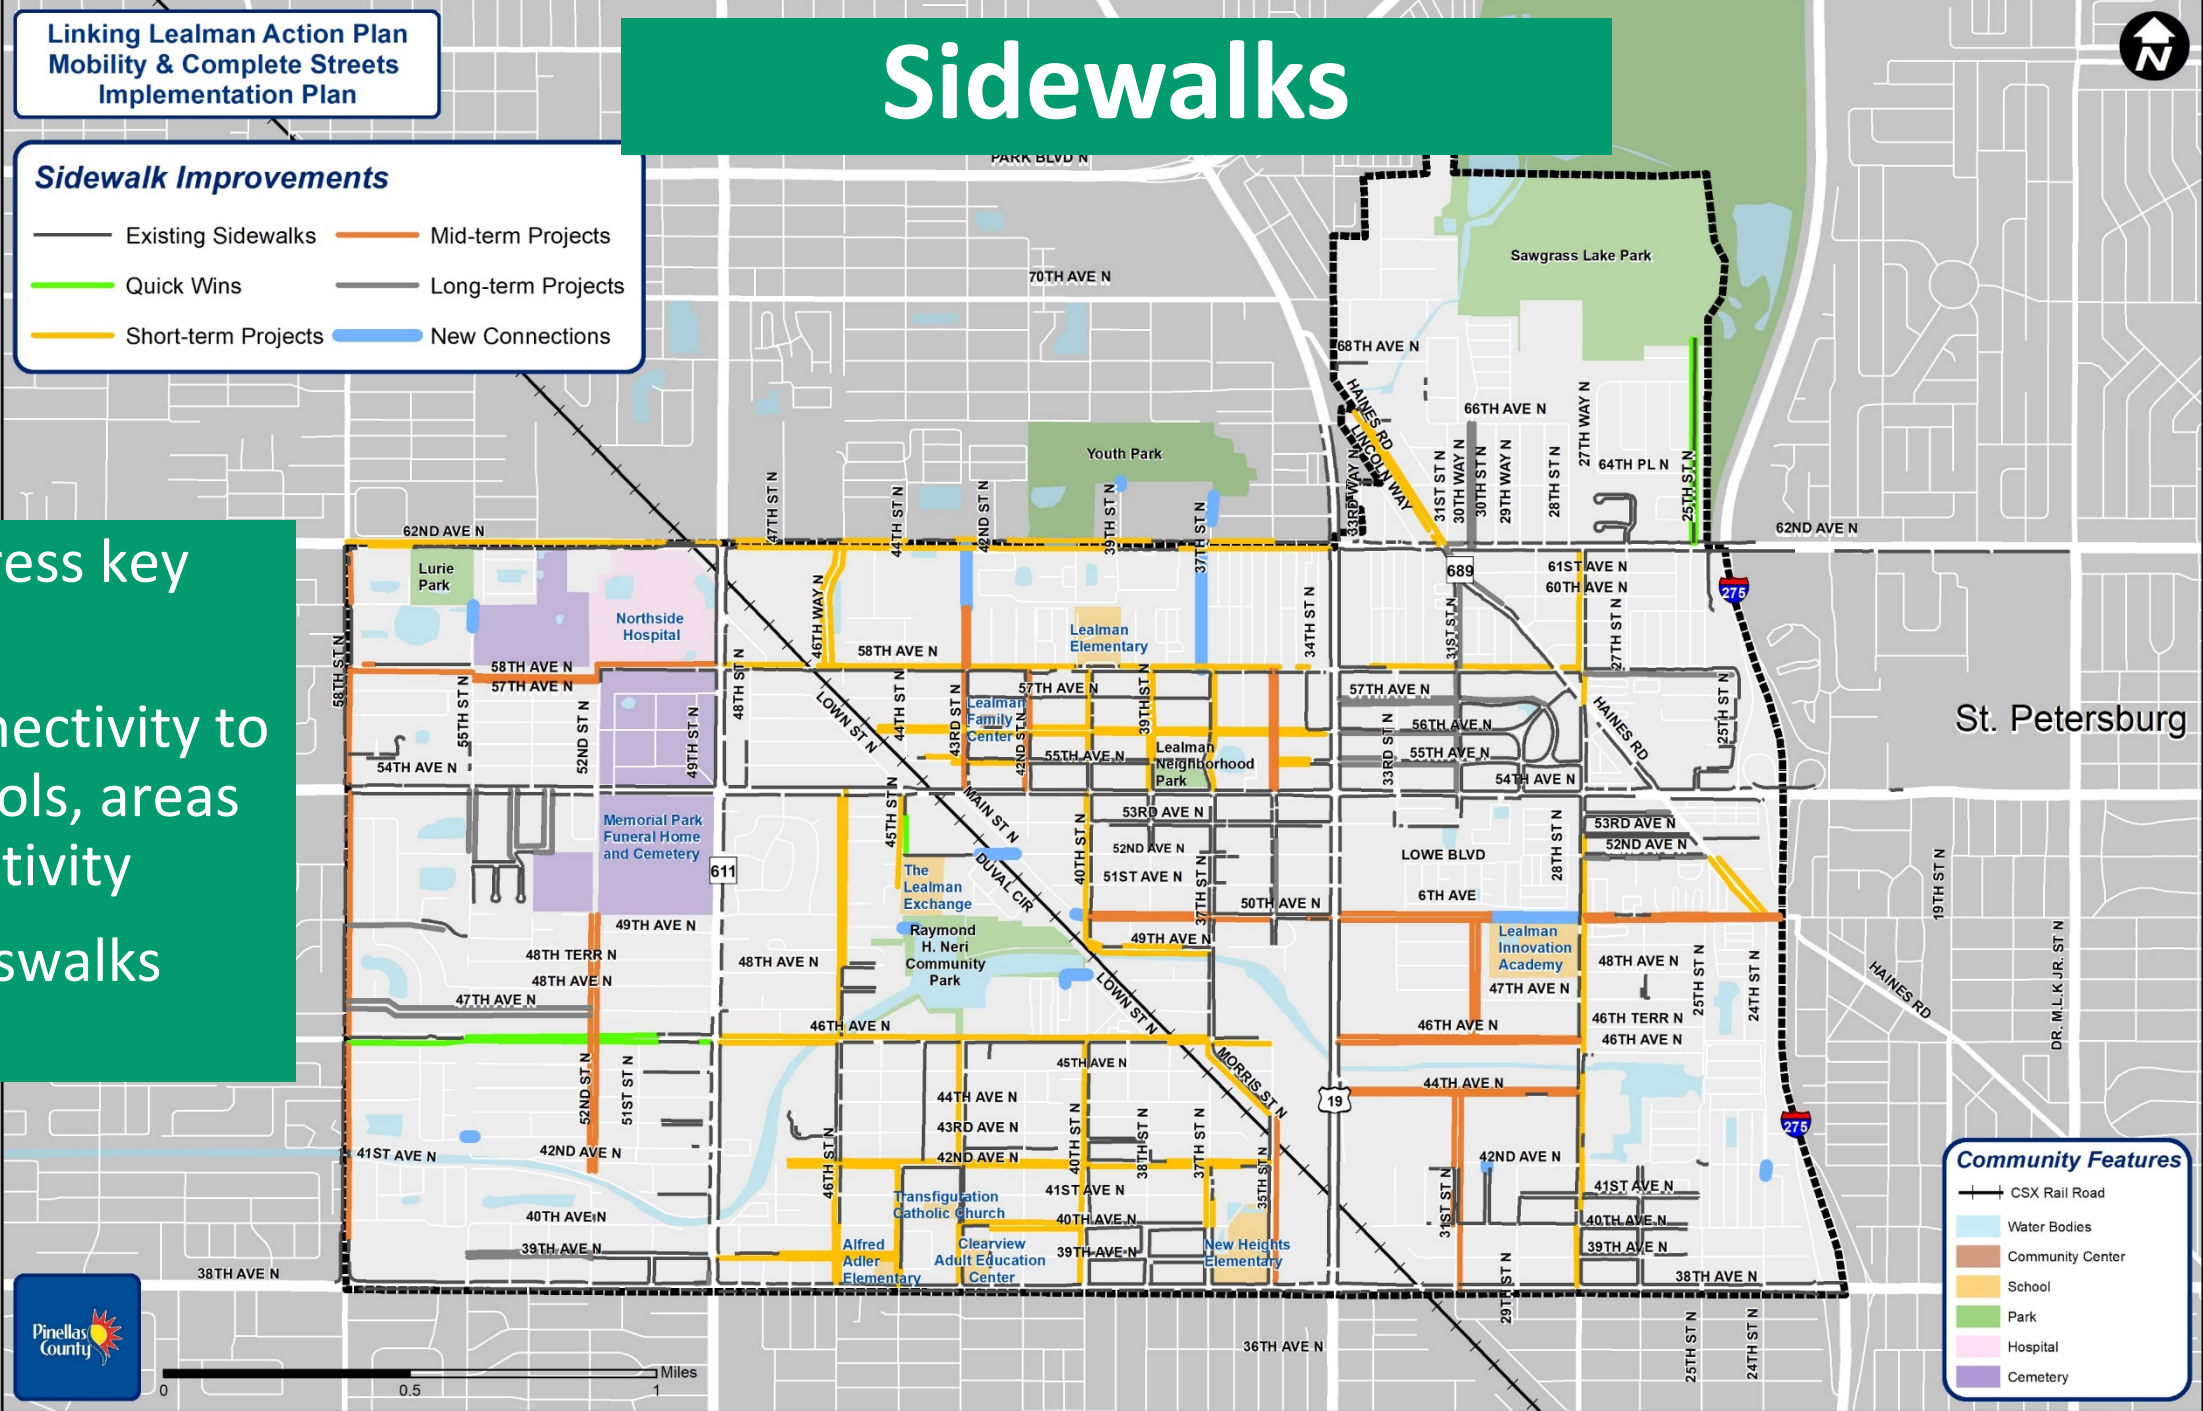 Linking Lealman Action Plan
Mobility & Complete Streets
Implementation Plan
Sidewalks
N
Sidewalk Improvements
Existing Sidewalks
Mid-term Projects
Quick Wins
Long-term Projects
Short-term Projects
New Connections
PARK BLVD N
Sawgrass Lake Park
70TH AVE N
68TH AVE N
HAINES RD
LINCOLN WAY
33RD WAY N
66TH AVE N
27TH WAY N
31ST ST N
30TH WAY N
30TH ST N
29TH WAY N
28TH ST N
64TH PL N
25TH ST N
Youth Park
47TH ST N
44TH ST N
42ND ST N
39TH ST N
37TH ST N
62ND AVE N
62ND AVE N
ress key
nectivity to
ols, areas
tivity
swalks
Lurie
Park
Northside
Hospital
46TH WAY N
58TH AVE N
Lealman
Elementary
34TH ST N
689
61ST AVE N
60TH AVE N
31ST ST N
27TH ST N
275
58TH ST N
58TH AVE N
57TH AVE N
55TH ST N
52ND ST N
49TH ST N
48TH ST N
LOWN ST N
44TH ST N
43RD ST N
42ND ST N
57TH AVE N
Lealman
Family
Center
39TH ST N
55TH AVE N
Lealman
Neighborhood
Park
57TH AVE N
56TH AVE N
33RD ST N
55TH AVE N
54TH AVE N
HAINES RD
25TH ST N
St. Petersburg
54TH AVE N
Memorial Park
Funeral Home
and Cemetery
611
45TH ST N
MAIN ST N
DUVAL CIR
40TH ST N
53RD AVE N
52ND AVE N
51ST AVE N
37TH ST N
50TH AVE N
LOWE BLVD
6TH AVE
28TH ST N
53RD AVE N
52ND AVE N
19TH ST N
The
Lealman
Exchange
49TH AVE N
48TH TERR N
48TH AVE N
47TH AVE N
48TH AVE N
Raymond
H. Neri
Community
Park
49TH AVE N
LOWN ST N
Lealman
Innovation
Academy
47TH AVE N
48TH AVE N
25TH ST N
24TH ST N
HAINES RD
DR. M.L.K JR. ST N
46TH AVE N
46TH AVE N
46TH TERR N
46TH AVE N
52ND ST N
51ST ST N
45TH AVE N
MORRIS ST N
44TH AVE N
44TH AVE N
19
275
43RD AVE N
42ND AVE N
40TH ST N
38TH ST N
37TH ST N
35TH ST N
41ST AVE N
42ND AVE N
46TH ST N
42ND AVE N
31ST ST N
41ST AVE N
40TH AVE N
39TH AVE N
38TH AVE N
Transfiguration
Catholic Church
41ST AVE N
40TH AVE N
39TH AVE N
40TH AVE N
39TH AVE N
38TH AVE N
Alfred
Adler
Elementary
Clearview
Adult Education
Center
New Heights
Elementary
29TH ST N
36TH AVE N
25TH ST N
24TH ST N
Community Features
CSX Rail Road
Water Bodies
Community Center
School
Park
Hospital
Cemetery
Pinellas
County
0
0.5
1
Miles